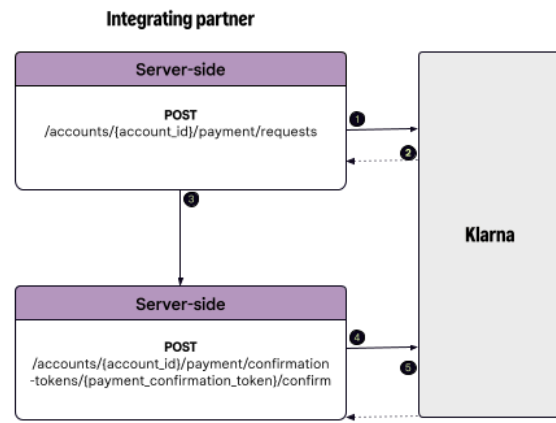 Integrating partner
Server-side
POST
/accounts/{account_id}/payment/requests
1
2
3
Klarna
Server-side
POST
/accounts/{account_id}/payment/confirmation
-tokens/{payment_confirmation_token}/confirm
4
5